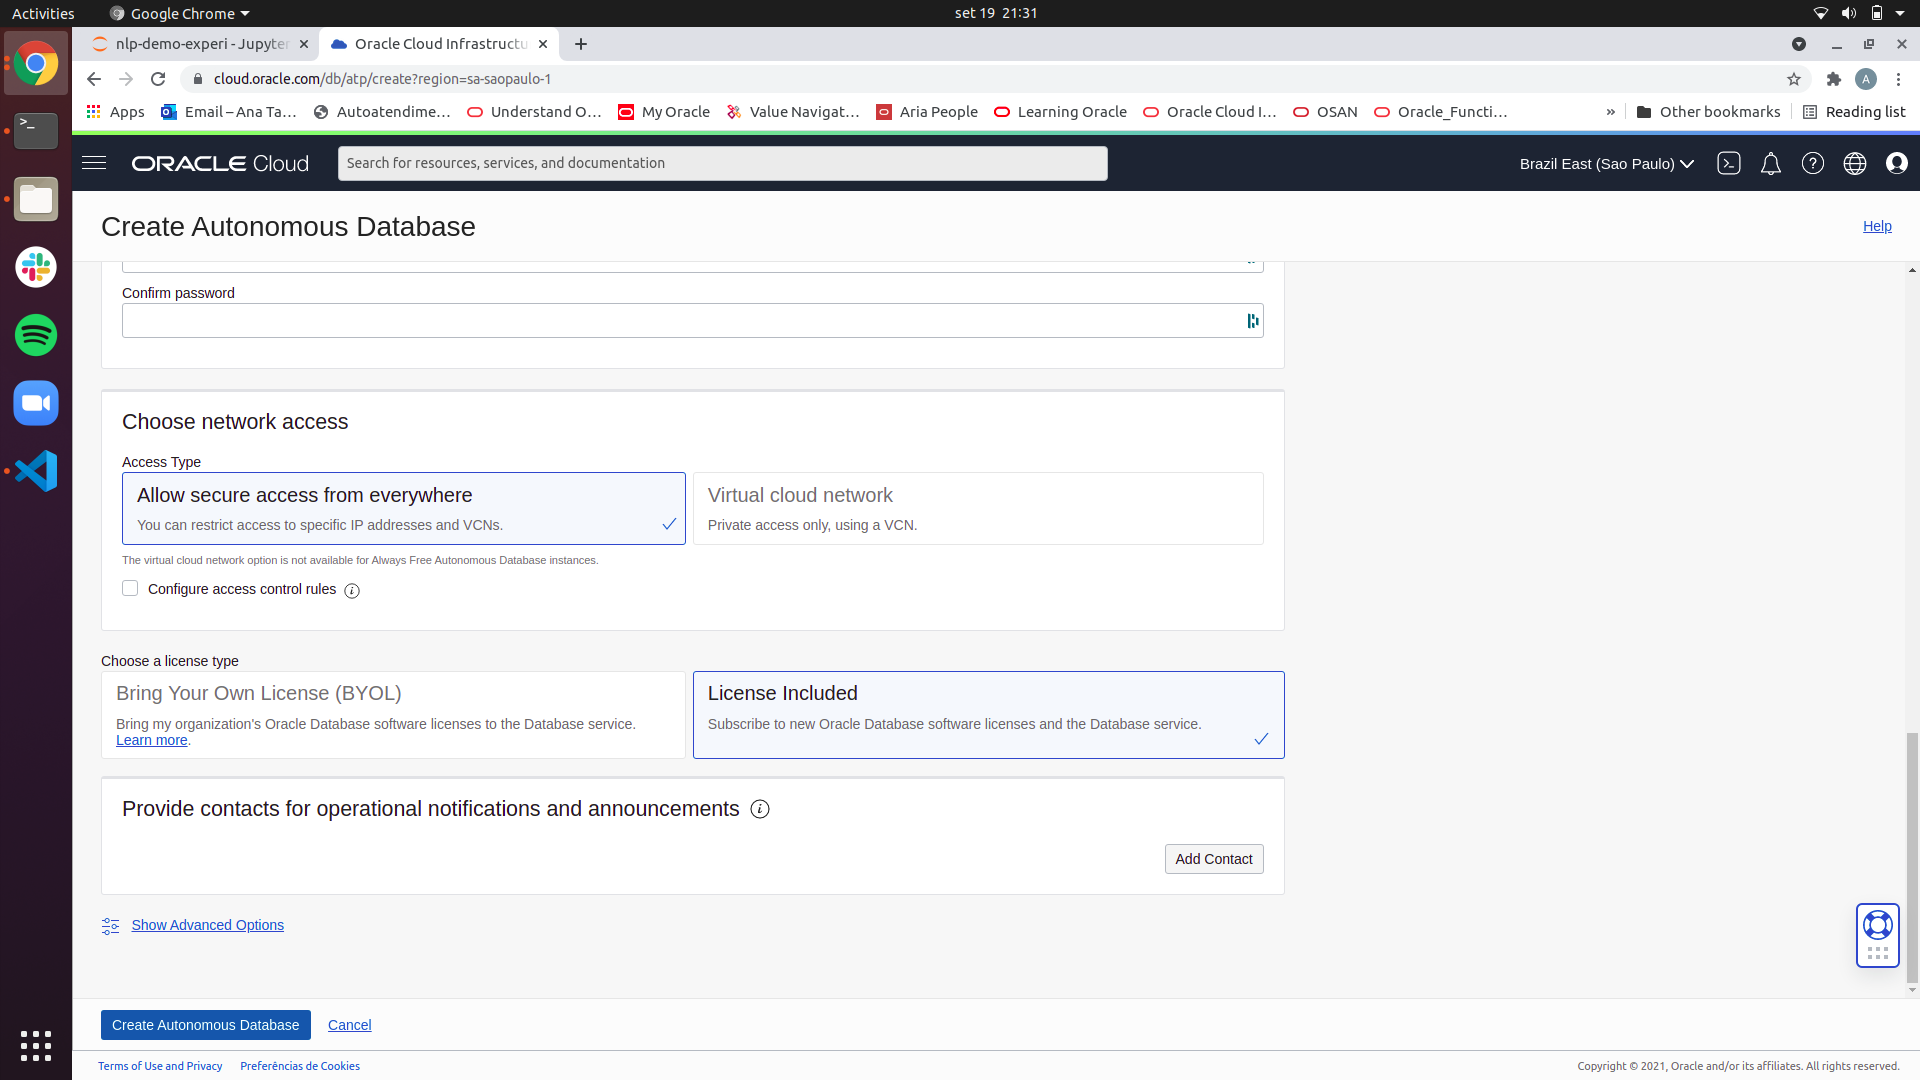 Activities
Google Chrome
set 19 21:31
nlp-demo-experi - Jupyter
Oracle Cloud Infrastructu
cloud.oracle.com/db/atp/create?region=sa-saopaulo-1
A
Apps
Email – Ana Ta…
Autoatendime…
Understand O…
My Oracle
Value Navigat…
Aria People
Learning Oracle
Oracle Cloud I…
OSAN
Oracle_Functi…
»
Other bookmarks
Reading list
ORACLE Cloud
Search for resources, services, and documentation
Brazil East (Sao Paulo)
Create Autonomous Database
Help
Confirm password
Choose network access
Access Type
Allow secure access from everywhere
You can restrict access to specific IP addresses and VCNs.
Virtual cloud network
Private access only, using a VCN.
The virtual cloud network option is not available for Always Free Autonomous Database instances.
Configure access control rules
Choose a license type
Bring Your Own License (BYOL)
Bring my organization's Oracle Database software licenses to the Database service.
Learn more.
License Included
Subscribe to new Oracle Database software licenses and the Database service.
Provide contacts for operational notifications and announcements
Add Contact
Show Advanced Options
Create Autonomous Database
Cancel
Terms of Use and Privacy
Preferências de Cookies
Copyright © 2021, Oracle and/or its affiliates. All rights reserved.